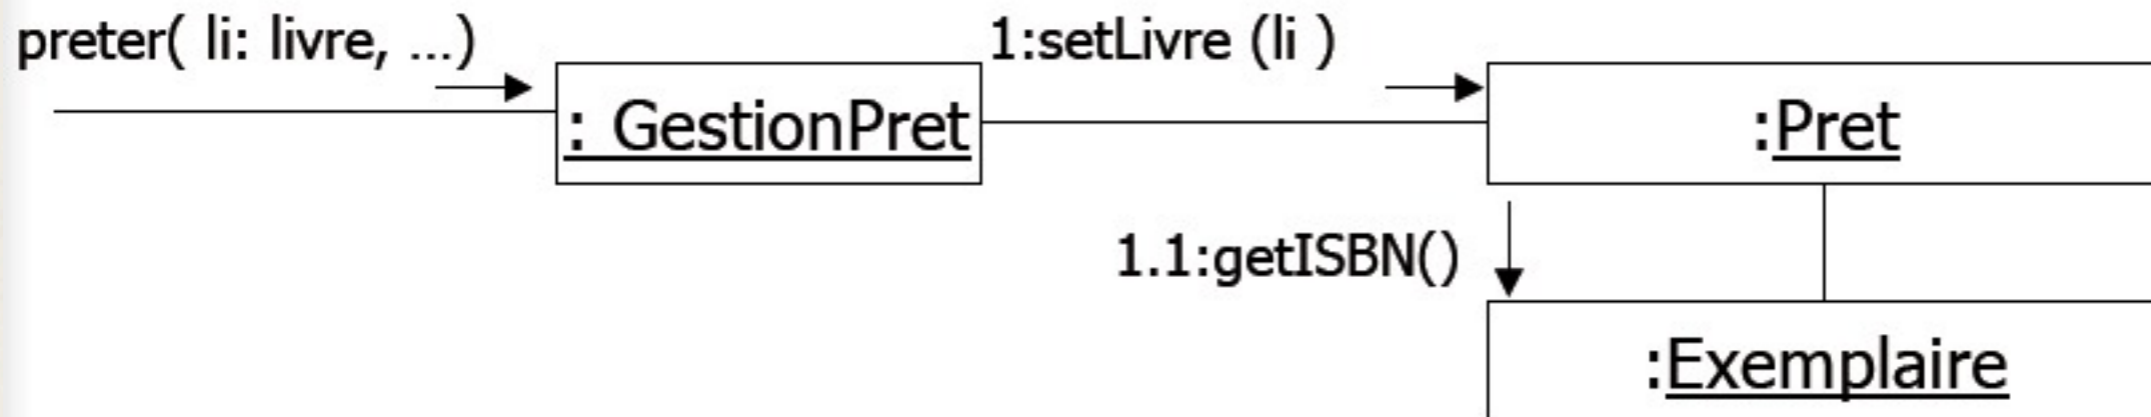 preter( li: livre, ...)
1:setLivre (li )
: GestionPret
:Pret
1.1:getISBN()
:Exemplaire